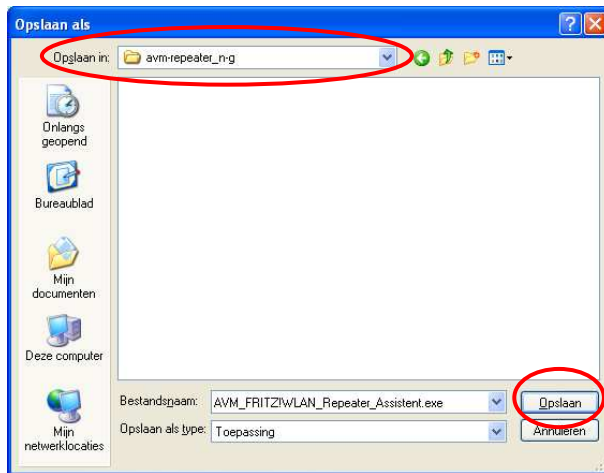 Opslaan als
Opslaan in: avm-repeater_n-g
Onlangs
geopend
Bureaublad
Mijn
documenten
Deze computer
Mijn
netwerklocaties
Bestandsnaam: AVM_FRITZ!WLAN_Repeater_Assistent.exe Opslaan
Opslaan als type: Toepassing Annuleren